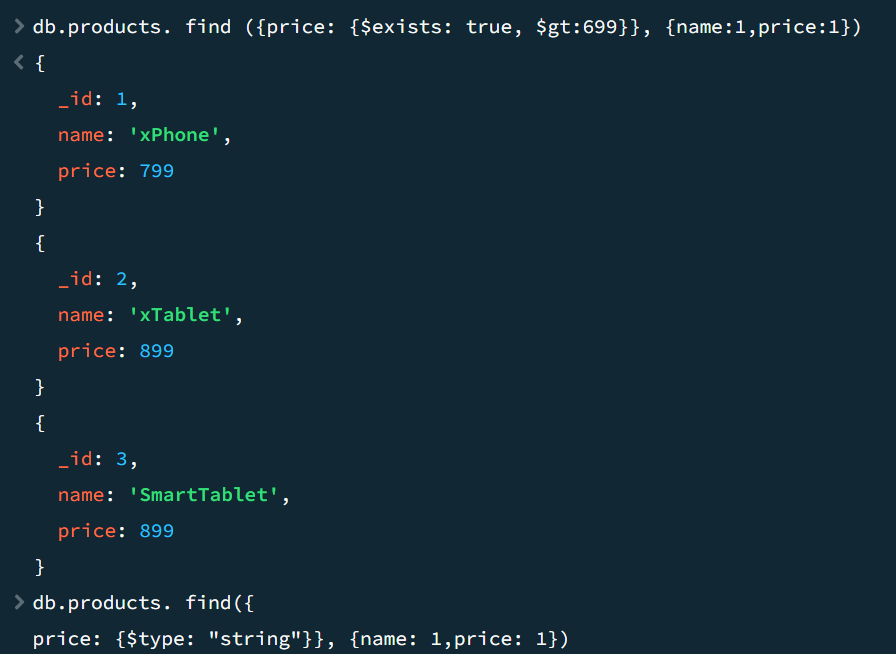 > db.products. find ({price: {$exists: true, $gt:699}}, {name:1,price:1})
< {
_id: 1,
name: 'xPhone',
price: 799
}
{
_id: 2,
name: 'xTablet',
price: 899
}
{
_id: 3,
name: 'SmartTablet',
price: 899
}
> db.products. find({
price: {$type: "string"}}, {name: 1,price: 1})